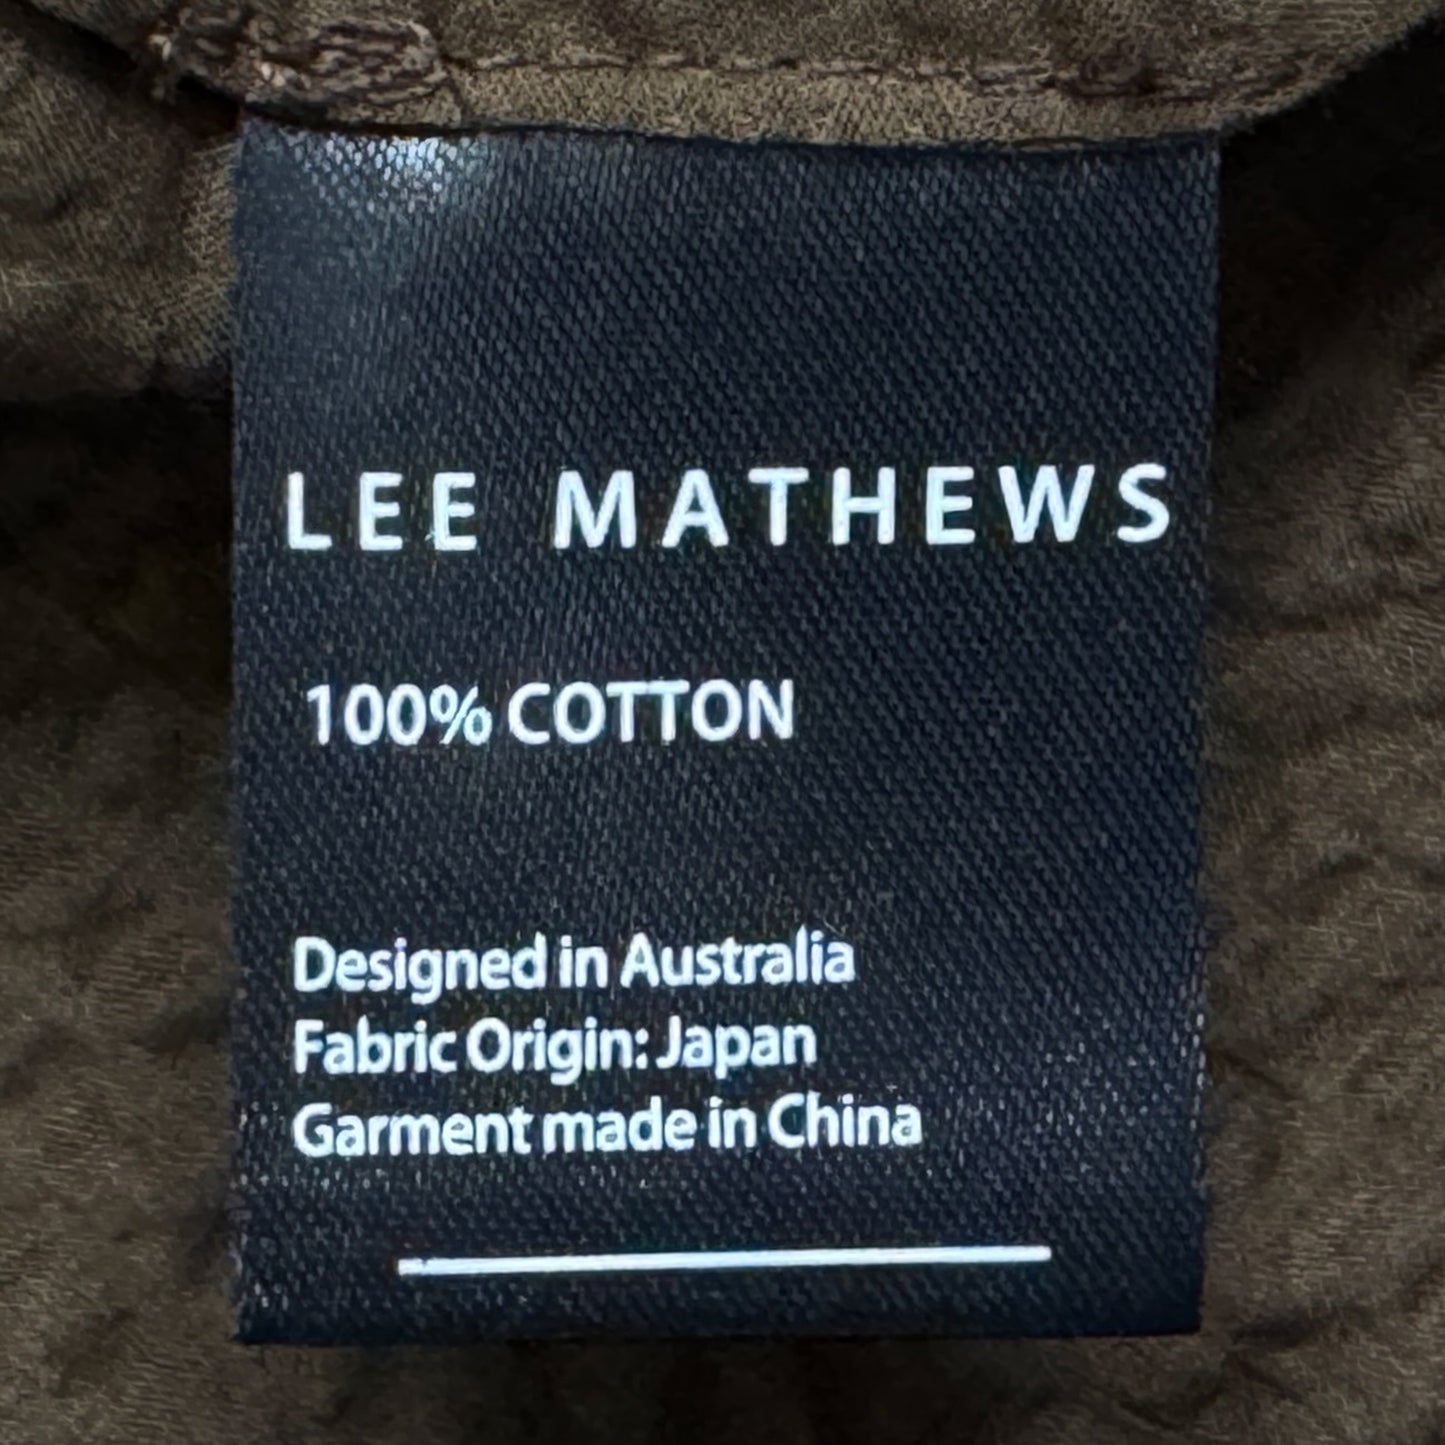 LEE MATHEWS
100% COTTON
Designed in Australia
Fabric Origin: Japan
Garment made in China